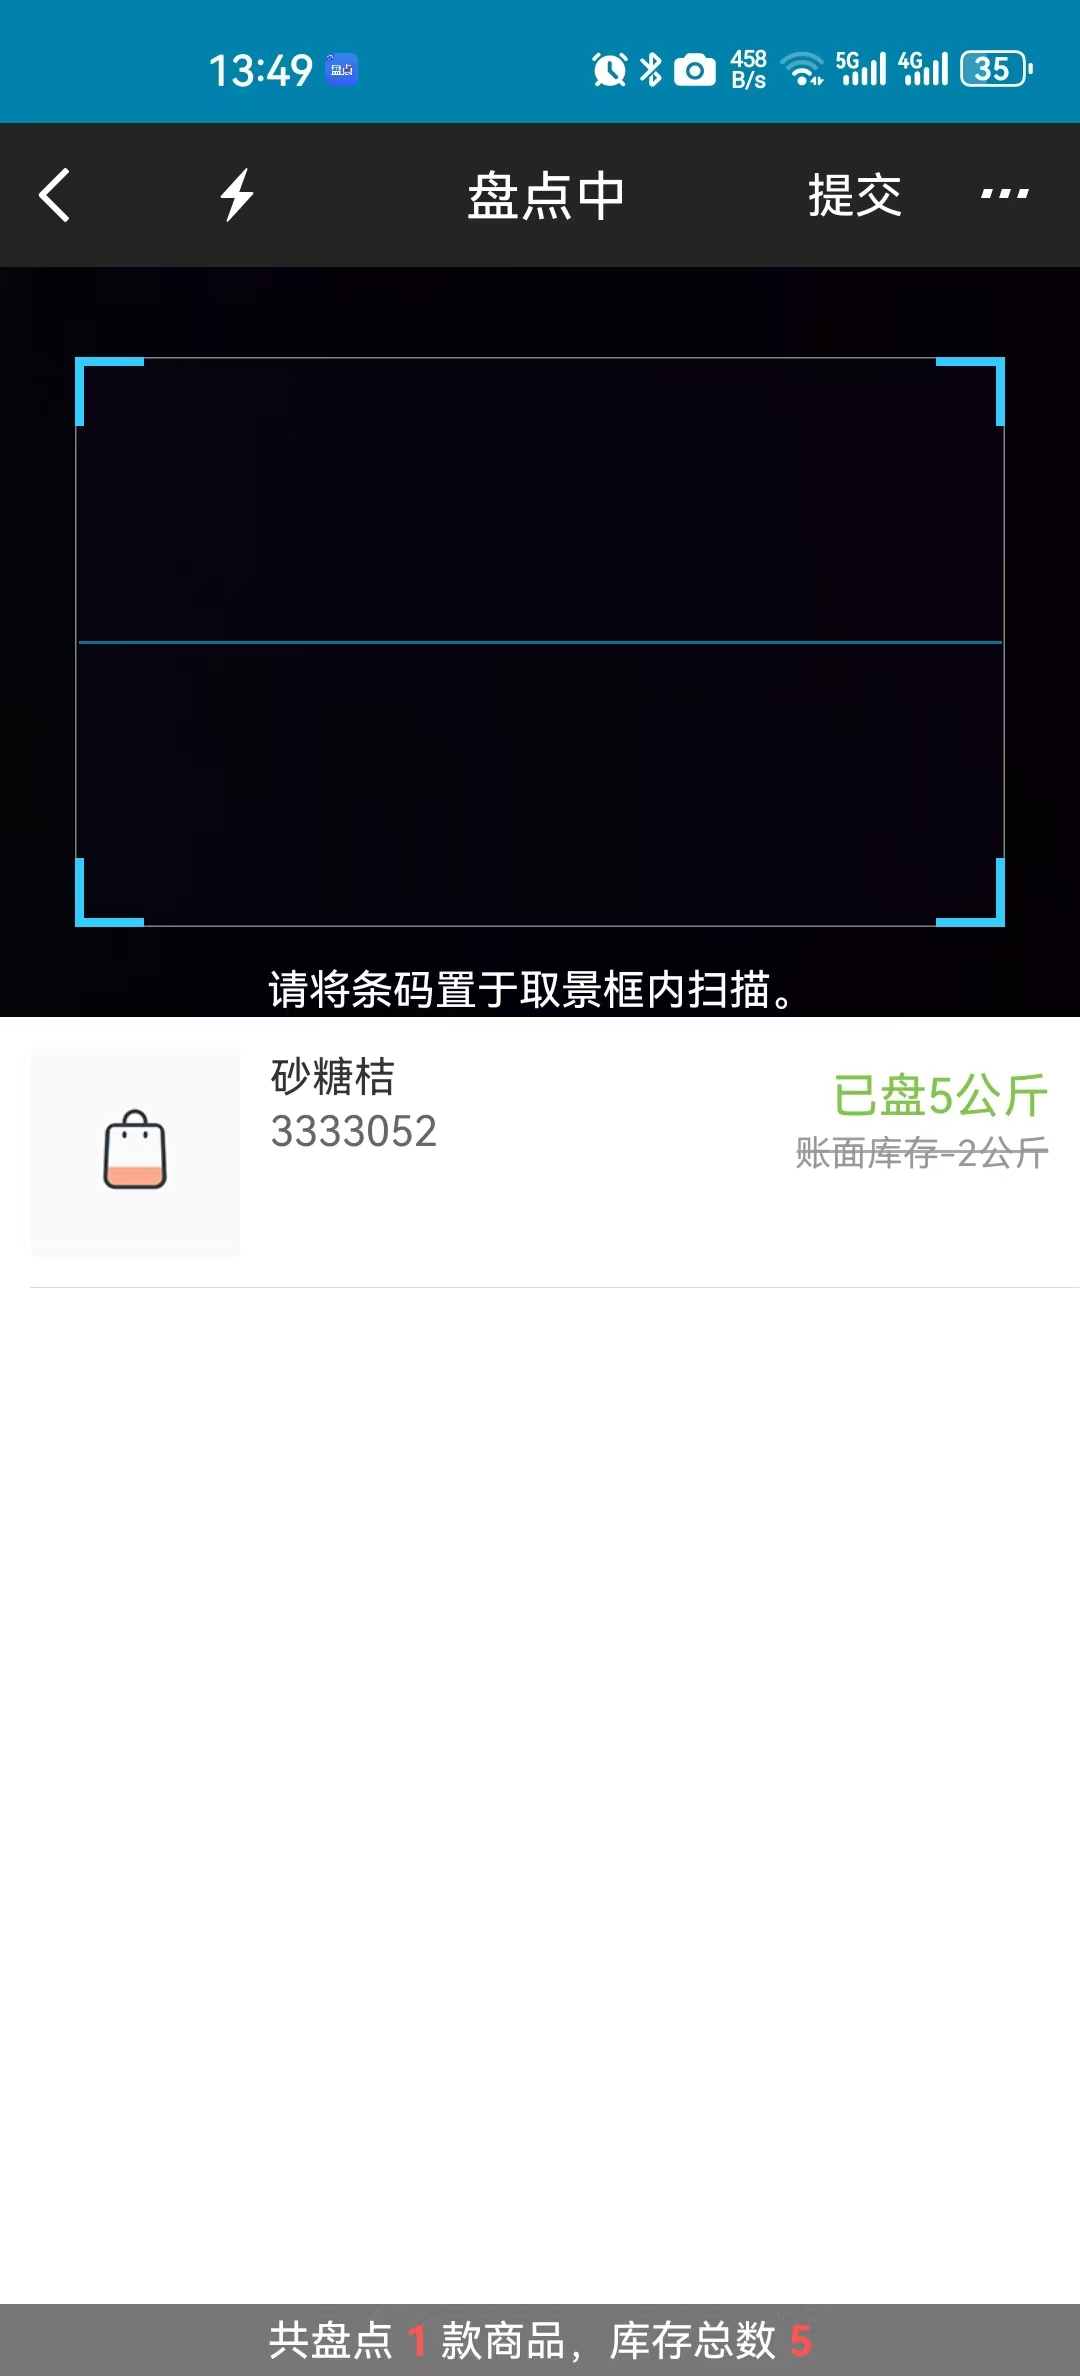 13:49 盘点 458 B/s 5G 4G 35
盘点中 提交 ...
请将条码置于取景框内扫描。
砂糖桔
3333052
已盘5公斤
账面库存-2公斤
共盘点 1 款商品，库存总数 5